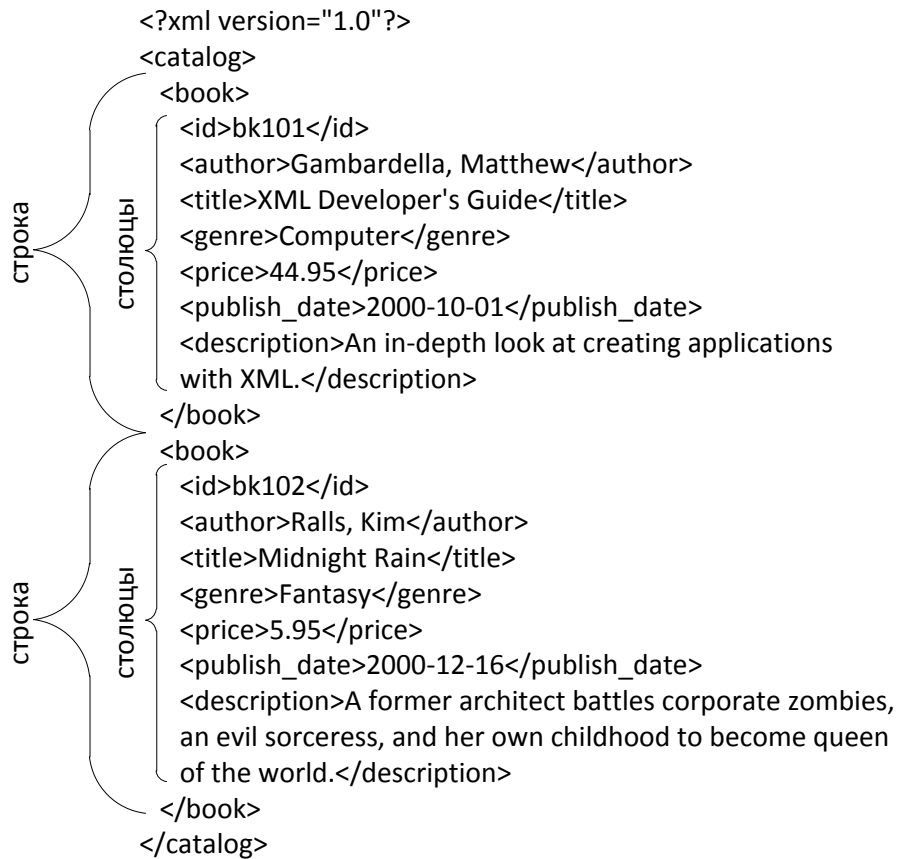 <?xml version="1.0"?>
<catalog>
<book>
<id>bk101</id>
<author>Gambardella, Matthew</author>
<title>XML Developer's Guide</title>
<genre>Computer</genre>
<price>44.95</price>
<publish_date>2000-10-01</publish_date>
<description>An in-depth look at creating applications
with XML.</description>
</book>
строка
столюцы
<book>
<id>bk102</id>
<author>Ralls, Kim</author>
<title>Midnight Rain</title>
<genre>Fantasy</genre>
<price>5.95</price>
<publish_date>2000-12-16</publish_date>
<description>A former architect battles corporate zombies,
an evil sorceress, and her own childhood to become queen
of the world.</description>
</book>
строка
столюцы
</catalog>